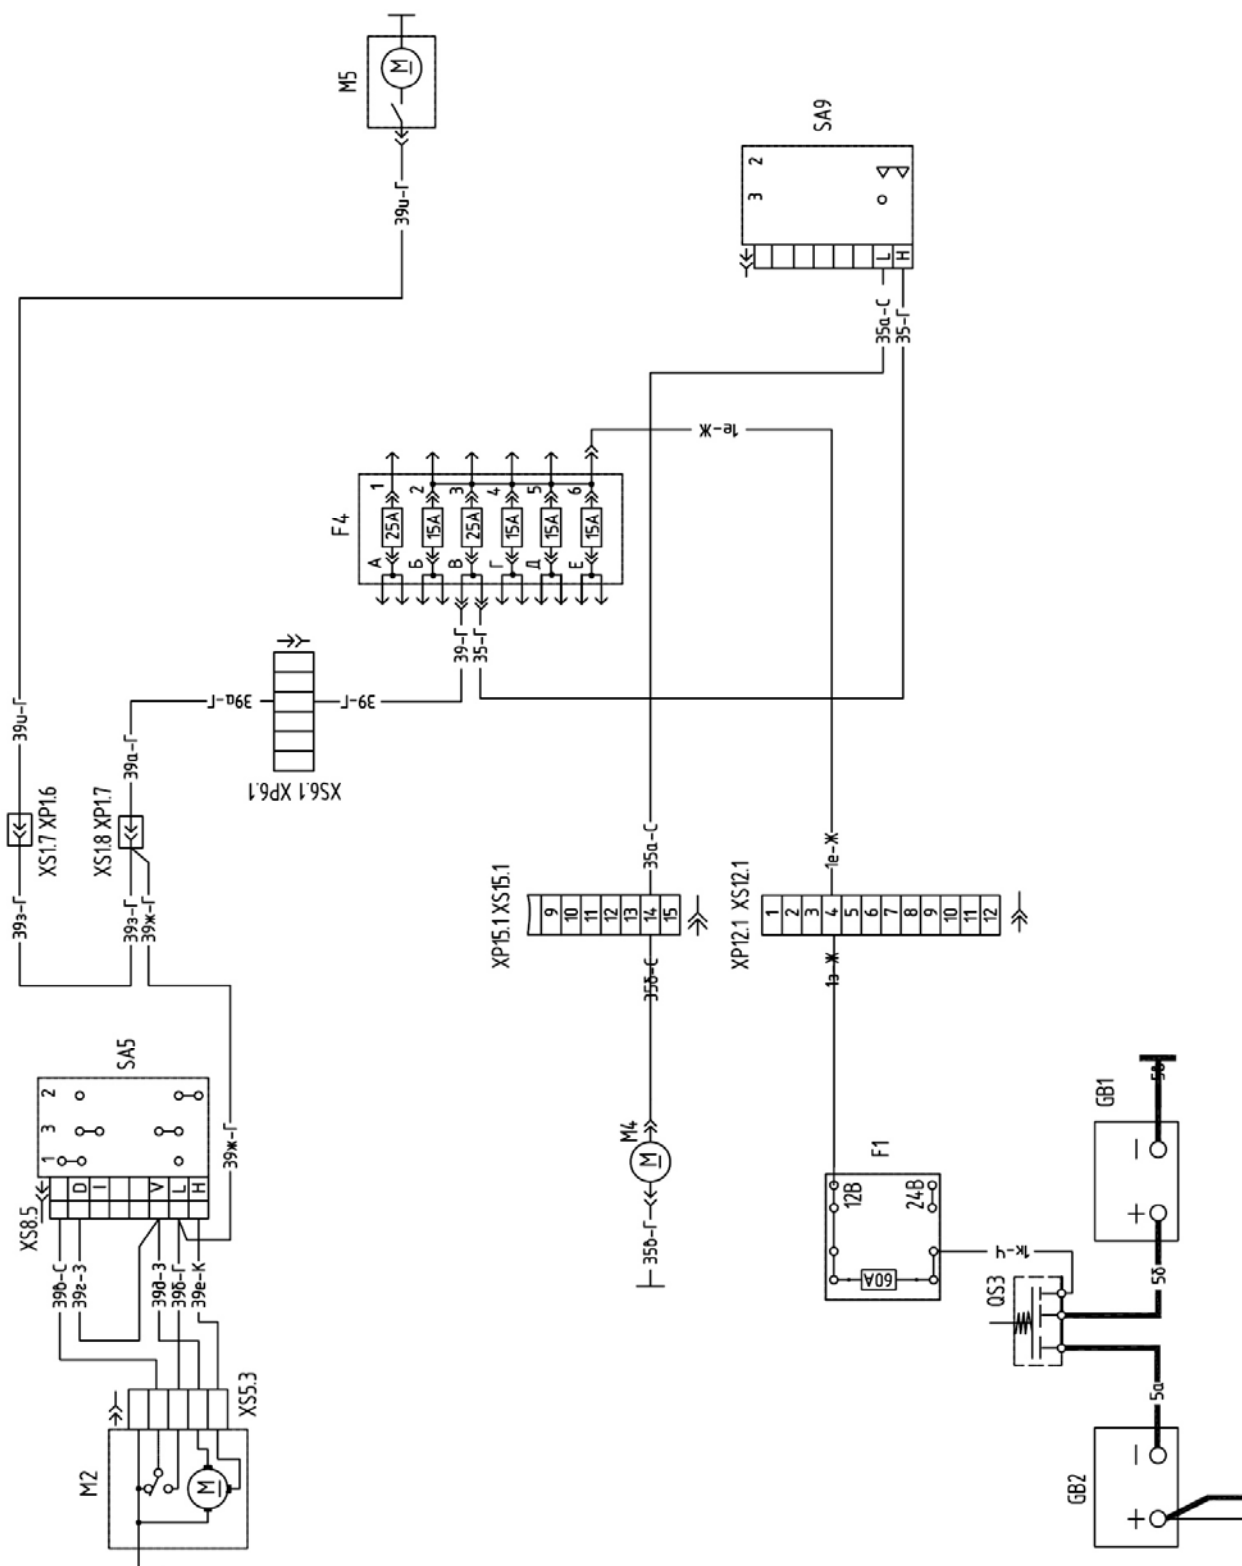 M5
M
39и-Г
SA9
3 2
L
H
35а-С
35-Г
1е-Ж
F4
1 2 3 4 5 6
25А 15А 25А 15А 15А 15А
А Б В Г Д Е
39-Г
35-Г
39а-Г
39-Г
XS6.1 XP6.1
39и-Г
39а-Г
XS1.7 XP1.6
XS1.8 XP1.7
39з-Г
39з-Г
39ж-Г
35а-С
1е-Ж
XP15.1 XS15.1
9
10
11
12
13
14
15
XP12.1 XS12.1
1
2
3
4
5
6
7
8
9
10
11
12
35б-С
1з-Ж
SA5
1 3 2
D
I
V
L
H
XS8.5
39ж-Г
39в-С
39г-З
39д-З
39б-Г
39е-К
XS5.3
M2
M
M4
M
35в-Г
F1
12В
24В
60А
1к-Ч
QS3
GB1
+ −
5в
5б
5а
GB2
+ −